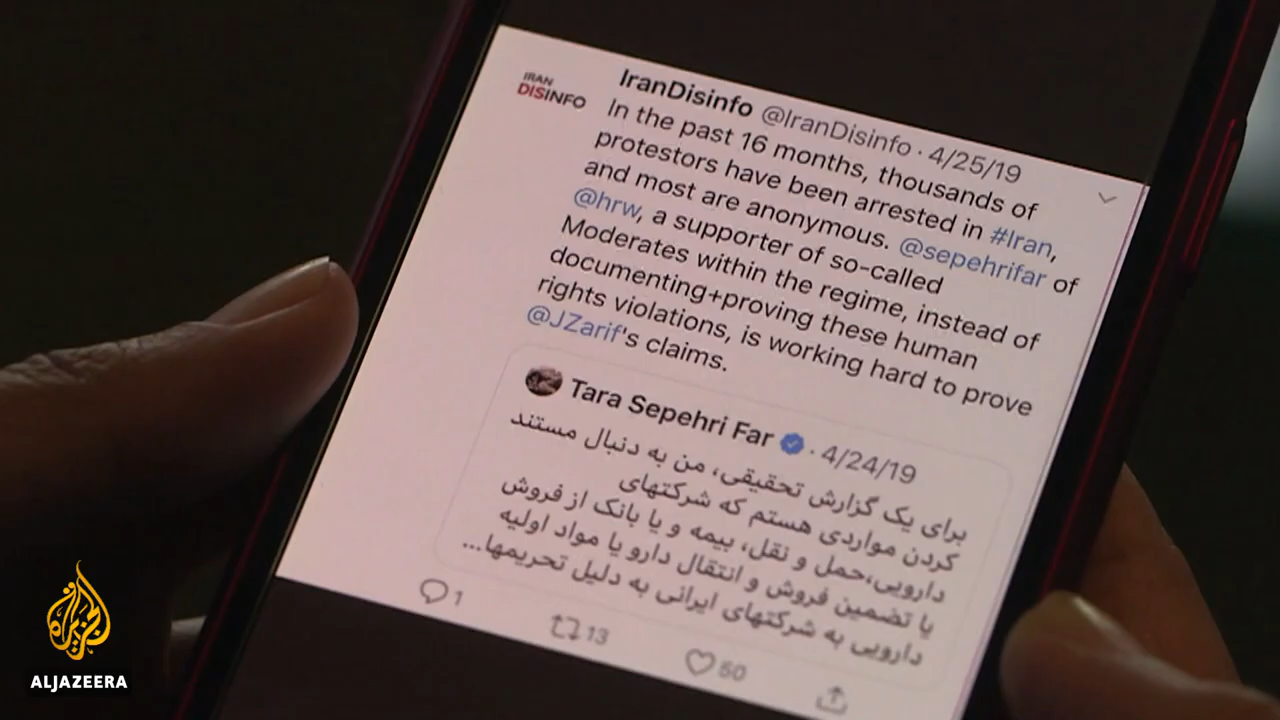 IRAN
DISINFO
IranDisinfo @IranDisinfo · 4/25/19
In the past 16 months, thousands of
protestors have been arrested in #Iran,
and most are anonymous. @sepehrifar of
@hrw, a supporter of so-called
Moderates within the regime, instead of
documenting+proving these human
rights violations, is working hard to prove
@JZarif's claims.
Tara Sepehri Far · 4/24/19
برای یک گزارش تحقیقی، من به دنبال مستند
کردن مواردی هستم که شرکتهای
دارویی،حمل و نقل، بیمه و یا بانک از فروش
یا تضمین فروش و انتقال دارو یا مواد اولیه
دارویی به شرکتهای ایرانی به دلیل تحریمها...
1
13
50
الجزيرة
ALJAZEERA